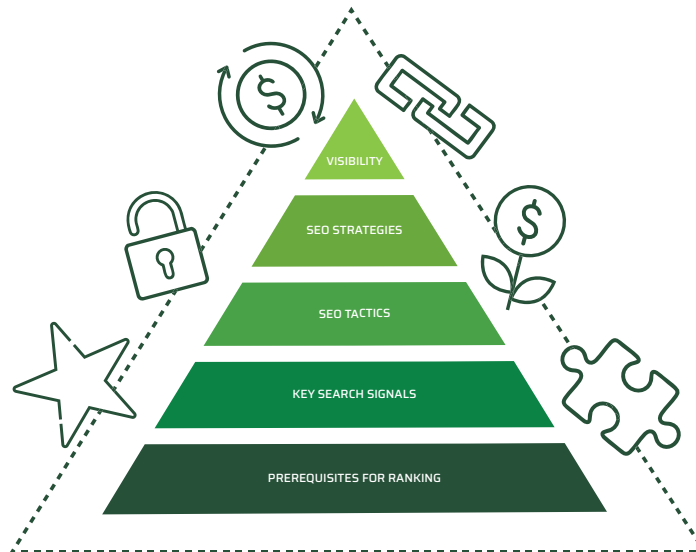 VISIBILITY
SEO STRATEGIES
SEO TACTICS
KEY SEARCH SIGNALS
PREREQUISITES FOR RANKING